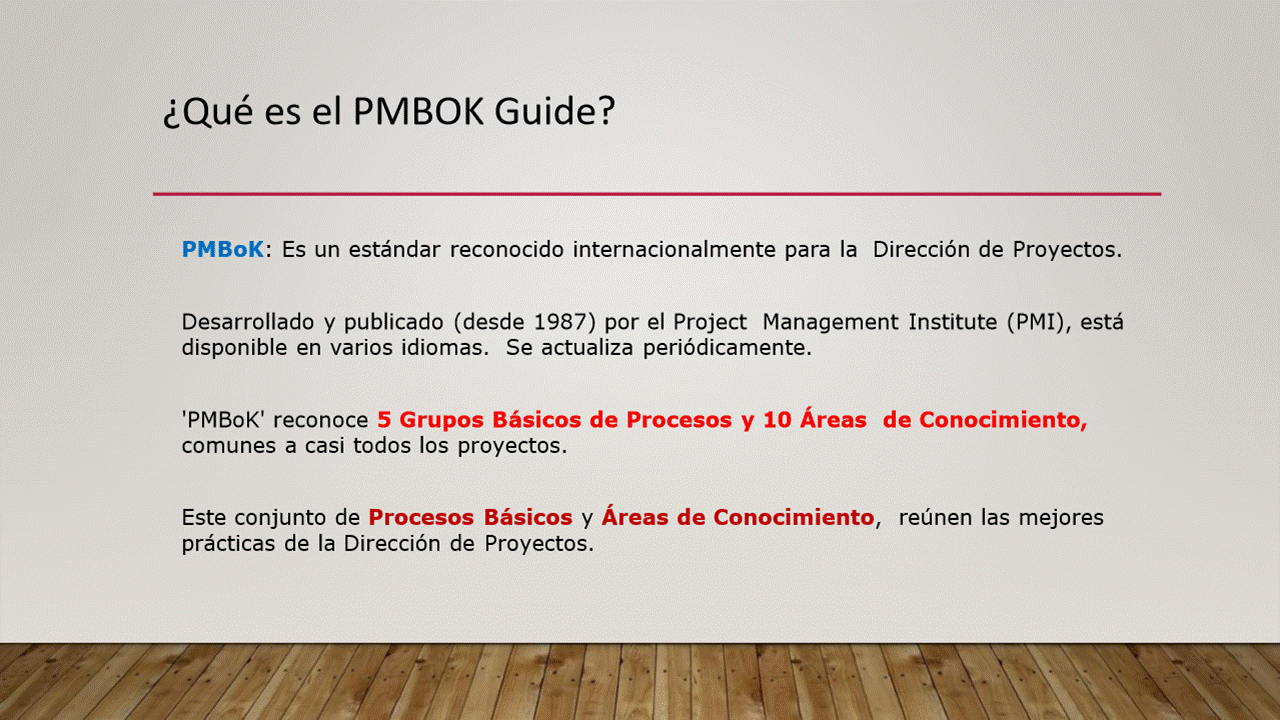 ¿Qué es el PMBOK Guide?
PMBoK: Es un estándar reconocido internacionalmente para la Dirección de Proyectos.
Desarrollado y publicado (desde 1987) por el Project Management Institute (PMI), está
disponible en varios idiomas. Se actualiza periódicamente.
'PMBoK' reconoce 5 Grupos Básicos de Procesos y 10 Áreas de Conocimiento,
comunes a casi todos los proyectos.
Este conjunto de Procesos Básicos y Áreas de Conocimiento, reúnen las mejores
prácticas de la Dirección de Proyectos.